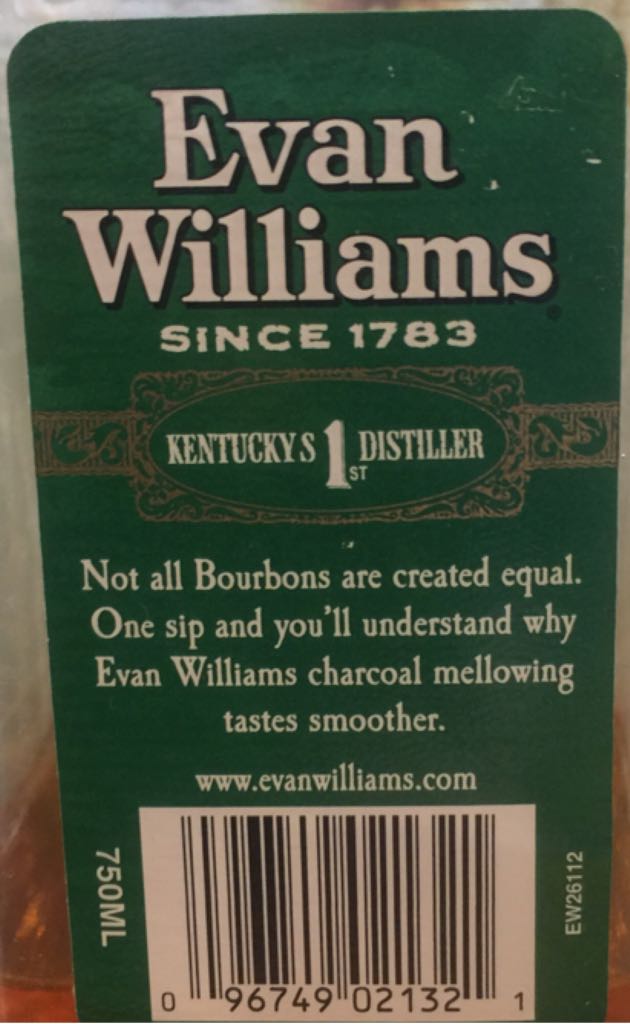 Evan
Williams
SINCE 1783
KENTUCKYS 1ST DISTILLER
Not all Bourbons are created equal.
One sip and you'll understand why
Evan Williams charcoal mellowing
tastes smoother.
www.evanwilliams.com
750ML
EW26112
0 96749 02132 1